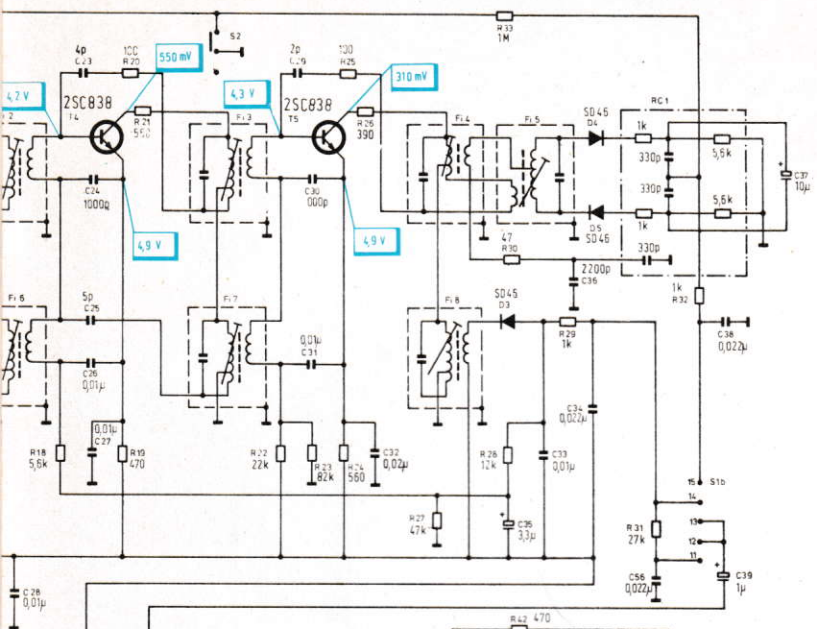 R33
1M
S2
4p
C23
100
R20
550 mV
2p
C29
100
R25
310 mV
4,2 V
2SC838
T4
R21
4,3 V
2SC838
T5
R26
390
Fi 3
Fi 4
Fi 5
SD46
D4
RC1
1k
330p
5,6k
C37
10µ
330p
5,6k
1k
D5
SD46
C24
1000p
C30
000p
4,9 V
4,9 V
47
R30
330p
2200p
C36
1k
R32
Fi 6
5p
C25
Fi 7
Fi 8
SD45
D3
C26
0,01µ
0,01µ
C31
R29
1k
C38
0,022µ
C34
0,022µ
0,01µ
C27
R18
5,6k
R19
470
R22
22k
R23
82k
R24
560
C32
0,02µ
R28
12k
C33
0,01µ
15
S1b
14
13
12
11
R27
47k
C35
3,3µ
R31
27k
C56
0,022µ
C39
1µ
C28
0,01µ
R42 470